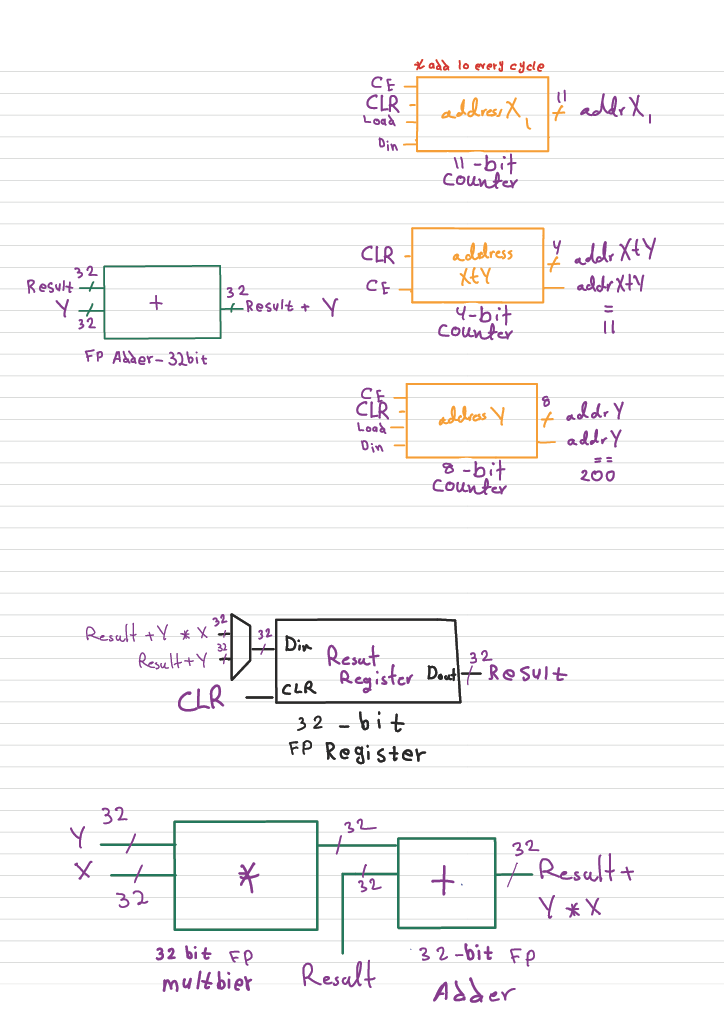 * add 10 every cycle
CE
CLR
Load
Din
address X1
11
addr X1
11-bit
Counter
CLR
CE
address
X+Y
4
addr X+Y
addr X+Y
=
11
4-bit
Counter
32
Result
Y
32
+
32
Result + Y
FP Adder-32bit
CE
CLR
Load
Din
address Y
8
addr Y
addr Y
==
200
8-bit
Counter
Result + Y * X
32
Result+Y
32
32
CLR
Din
CLR
Resut
Register
Dout
32
Result
32-bit
FP Register
Y
32
X
32
*
32
32
+
32
Result+
Y * X
32 bit FP
multbier
Result
32-bit FP
Adder